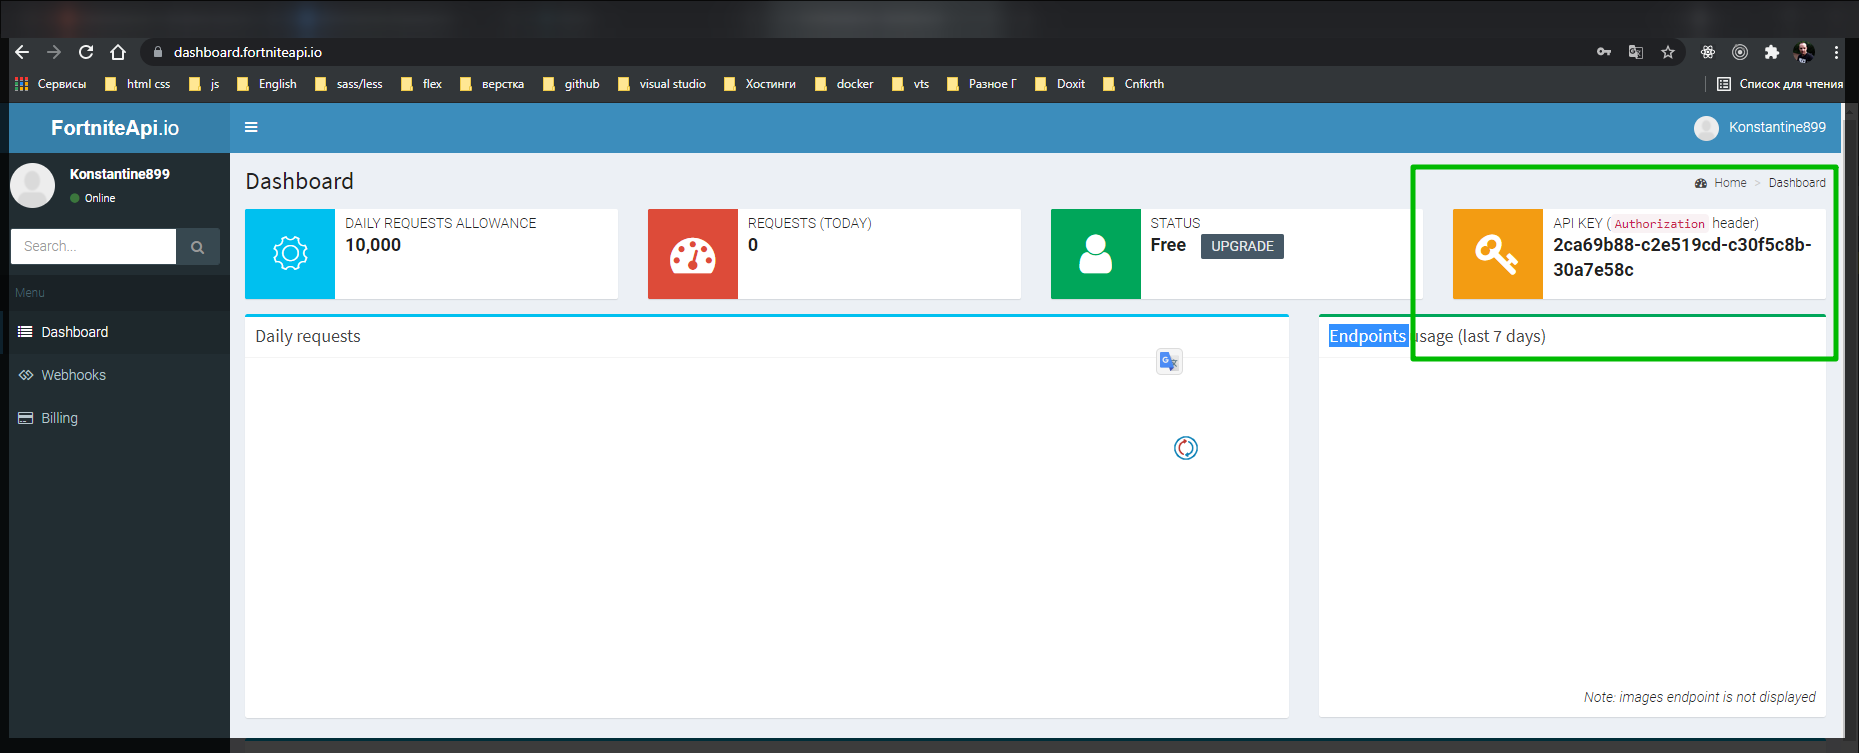 dashboard.fortniteapi.io
Сервисы html css js English sass/less flex верстка github visual studio Хостинги docker vts Разное Г Doxit Cnfkrth Список для чтения
FortniteApi.io
Konstantine899
Konstantine899
Online
Search...
Menu
Dashboard
Webhooks
Billing
Dashboard
Home > Dashboard
DAILY REQUESTS ALLOWANCE
10,000
REQUESTS (TODAY)
0
STATUS
Free UPGRADE
API KEY (Authorization header)
2ca69b88-c2e519cd-c30f5c8b-
30a7e58c
Daily requests
Endpoints usage (last 7 days)
Note: images endpoint is not displayed